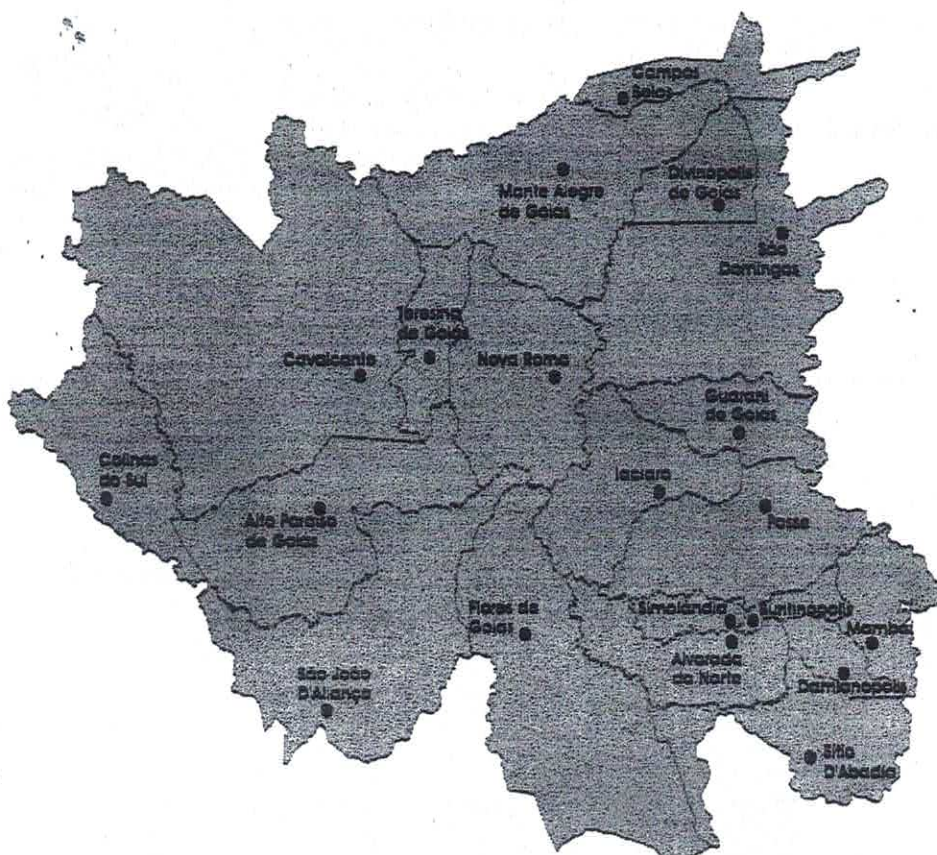 Campos
Belos
Monte Alegre
de Goiás
Divinópolis
de Goiás
São
Domingos
Teresina
de Goiás
Cavalcante
Nova Roma
Guarani
de Goiás
Colinas
do Sul
Iaciara
Alto Paraíso
de Goiás
Posse
Flores de
Goiás
Simolândia
Buritinópolis
Mambaí
Alvorada
do Norte
Damianópolis
São João
D'Aliança
Sítio
D'Abadia